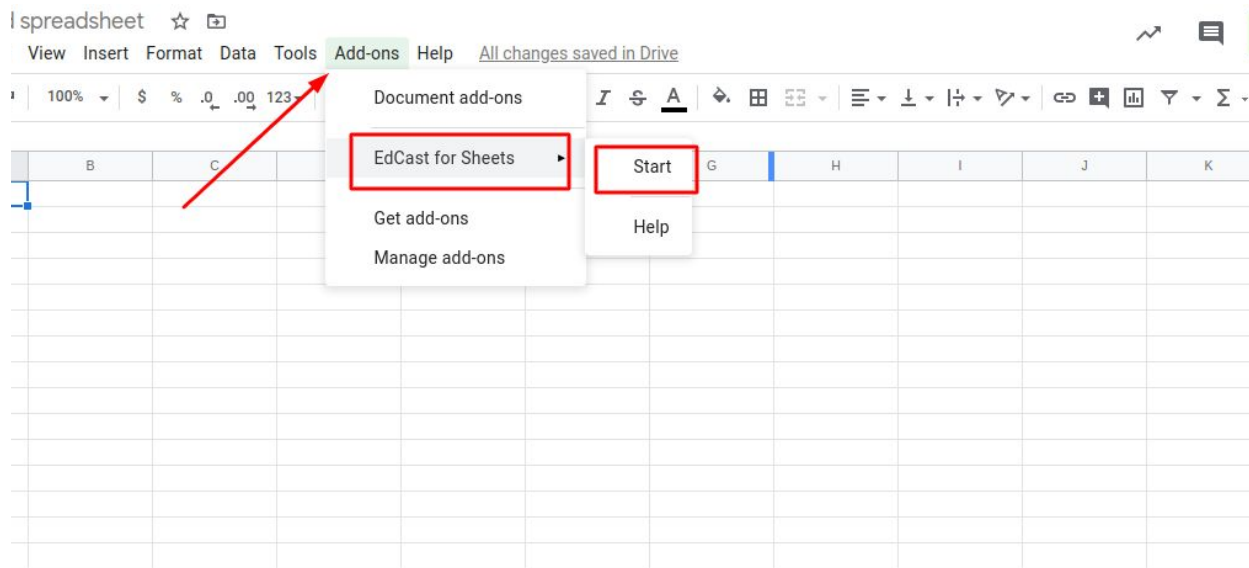 d spreadsheet
View Insert Format Data Tools Add-ons Help All changes saved in Drive
100% $ % .0 .00 123
Document add-ons
EdCast for Sheets
Start
Get add-ons
Help
Manage add-ons
B C G H I J K